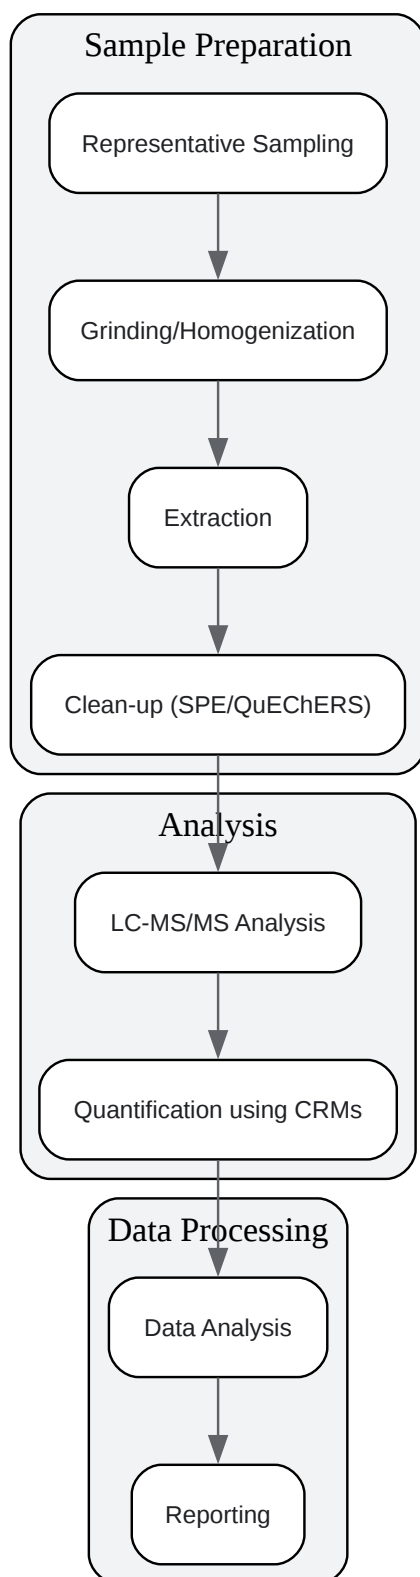 Sample Preparation
Representative Sampling
Grinding/Homogenization
Extraction
Clean-up (SPE/QuEChERS)
Analysis
LC-MS/MS Analysis
Quantification using CRMs
Data Processing
Data Analysis
Reporting